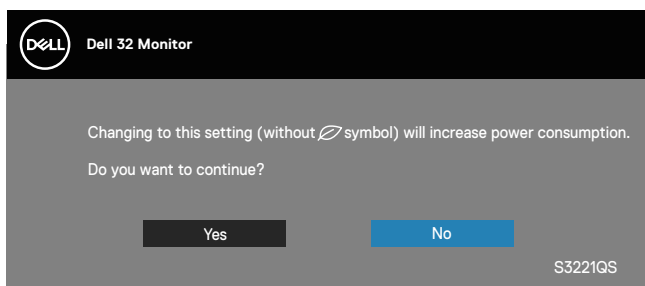 DELL
Dell 32 Monitor
Changing to this setting (without symbol) will increase power consumption.
Do you want to continue?
Yes
No
S3221QS